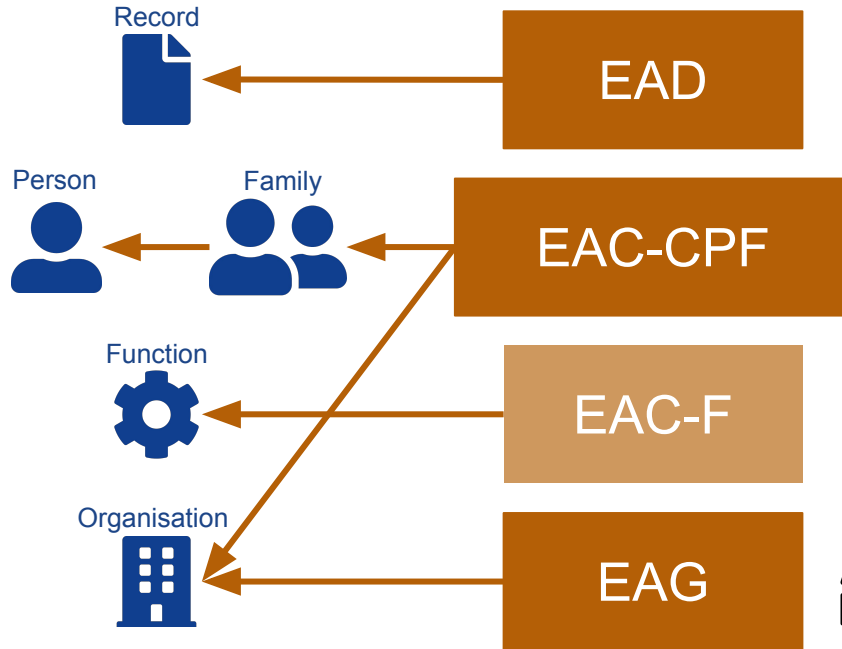 Record
EAD
Person
Family
EAC-CPF
Function
EAC-F
Organisation
EAG